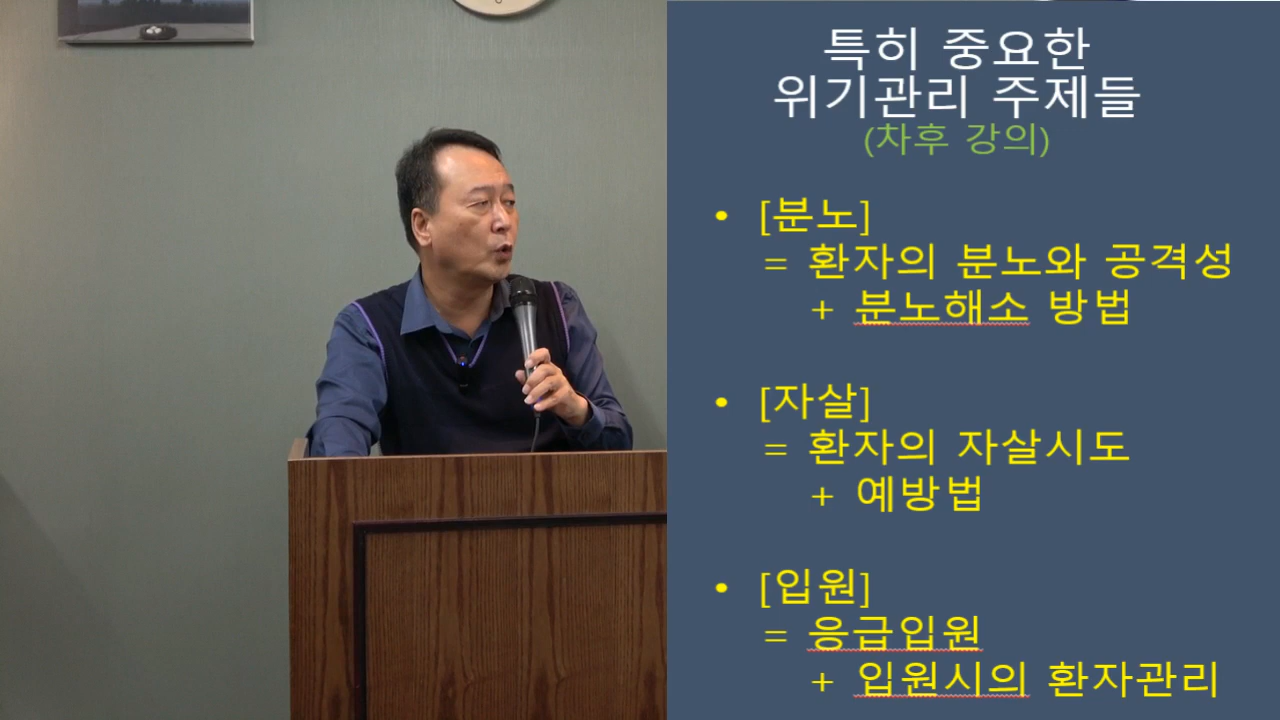 특히 중요한
위기관리 주제들
(차후 강의)
• [분노]
= 환자의 분노와 공격성
+ 분노해소 방법
• [자살]
= 환자의 자살시도
+ 예방법
• [입원]
= 응급입원
+ 입원시의 환자관리